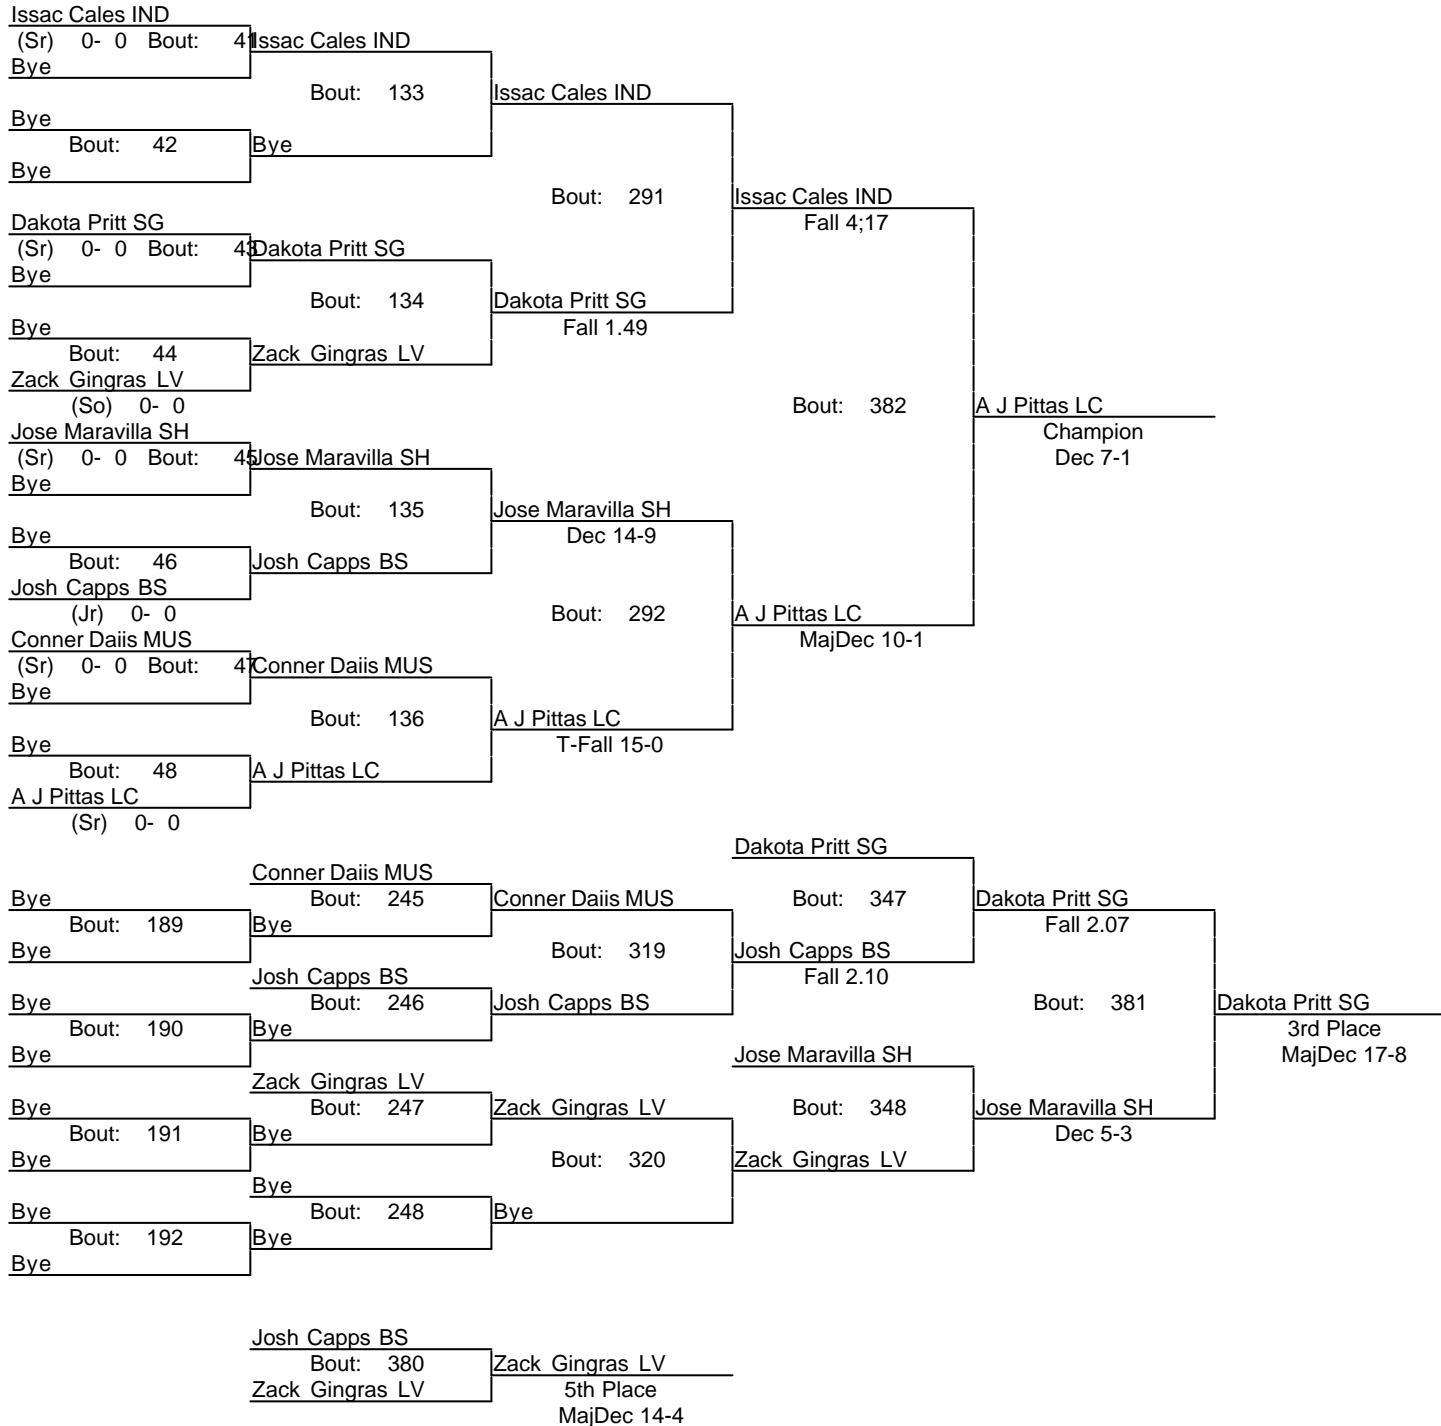 Issac Cales IND
(Sr) 0- 0 Bout: 41 Issac Cales IND
Bye
Bout: 133 Issac Cales IND
Bye
Bout: 42 Bye
Bye
Bout: 291 Issac Cales IND
Fall 4;17
Dakota Pritt SG
(Sr) 0- 0 Bout: 43 Dakota Pritt SG
Bye
Bout: 134 Dakota Pritt SG
Fall 1.49
Bye
Bout: 44 Zack Gingras LV
Zack Gingras LV
(So) 0- 0
Bout: 382 A J Pittas LC
Champion
Dec 7-1
Jose Maravilla SH
(Sr) 0- 0 Bout: 45 Jose Maravilla SH
Bye
Bout: 135 Jose Maravilla SH
Dec 14-9
Bye
Bout: 46 Josh Capps BS
Josh Capps BS
(Jr) 0- 0
Bout: 292 A J Pittas LC
MajDec 10-1
Conner Daiis MUS
(Sr) 0- 0 Bout: 47 Conner Daiis MUS
Bye
Bout: 136 A J Pittas LC
T-Fall 15-0
Bye
Bout: 48 A J Pittas LC
A J Pittas LC
(Sr) 0- 0
Dakota Pritt SG
Conner Daiis MUS
Bye Bout: 245 Conner Daiis MUS Bout: 347 Dakota Pritt SG
Bout: 189 Bye Fall 2.07
Bye Bout: 319 Josh Capps BS
Josh Capps BS Fall 2.10
Bye Bout: 246 Josh Capps BS Bout: 381 Dakota Pritt SG
Bout: 190 Bye 3rd Place
Bye Jose Maravilla SH MajDec 17-8
Zack Gingras LV
Bye Bout: 247 Zack Gingras LV Bout: 348 Jose Maravilla SH
Bout: 191 Bye Dec 5-3
Bye Bout: 320 Zack Gingras LV
Bye
Bye Bout: 248 Bye
Bout: 192 Bye
Bye
Josh Capps BS
Bout: 380 Zack Gingras LV
Zack Gingras LV 5th Place
MajDec 14-4